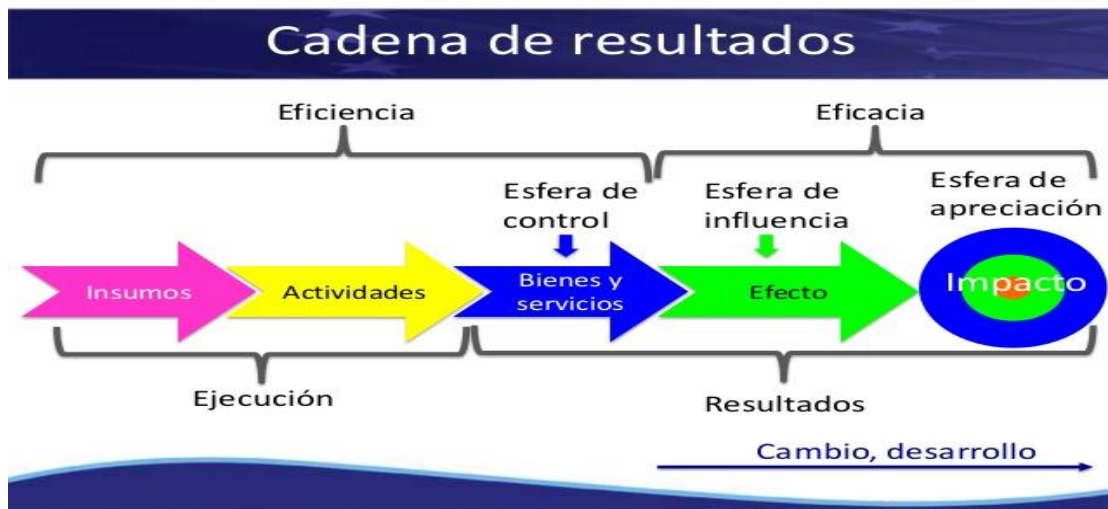 Cadena de resultados
Eficiencia
Eficacia
Esfera de
control
Esfera de
influencia
Esfera de
apreciación
Insumos
Actividades
Bienes y
servicios
Efecto
Impacto
Ejecución
Resultados
Cambio, desarrollo